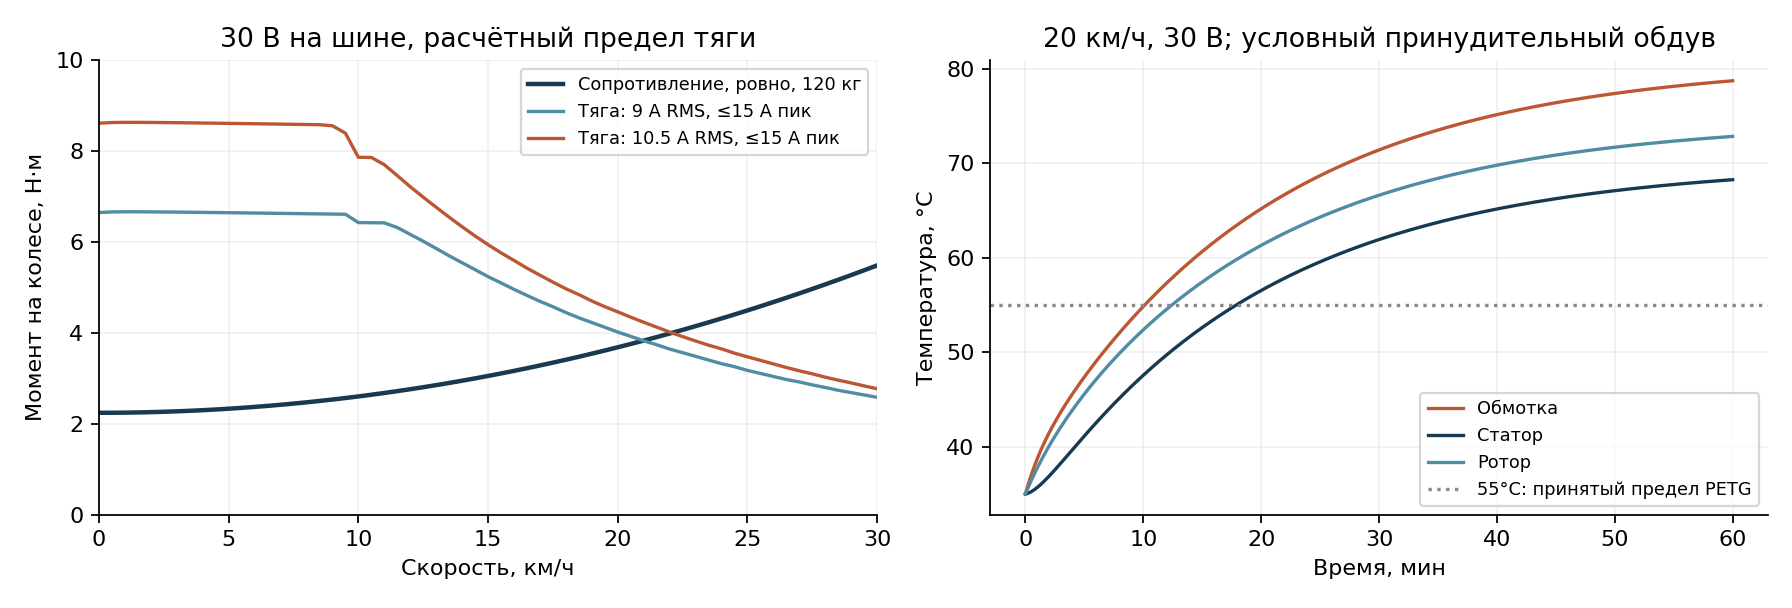 30 В на шине, расчётный предел тяги
Момент на колесе, Н·м
10
8
6
4
2
0
Сопротивление, ровно, 120 кг
Тяга: 9 A RMS, ≤15 А пик
Тяга: 10.5 A RMS, ≤15 А пик
0 5 10 15 20 25 30
Скорость, км/ч
20 км/ч, 30 В; условный принудительный обдув
Температура, °C
80
70
60
50
40
Обмотка
Статор
Ротор
55°C: принятый предел PETG
0 10 20 30 40 50 60
Время, мин